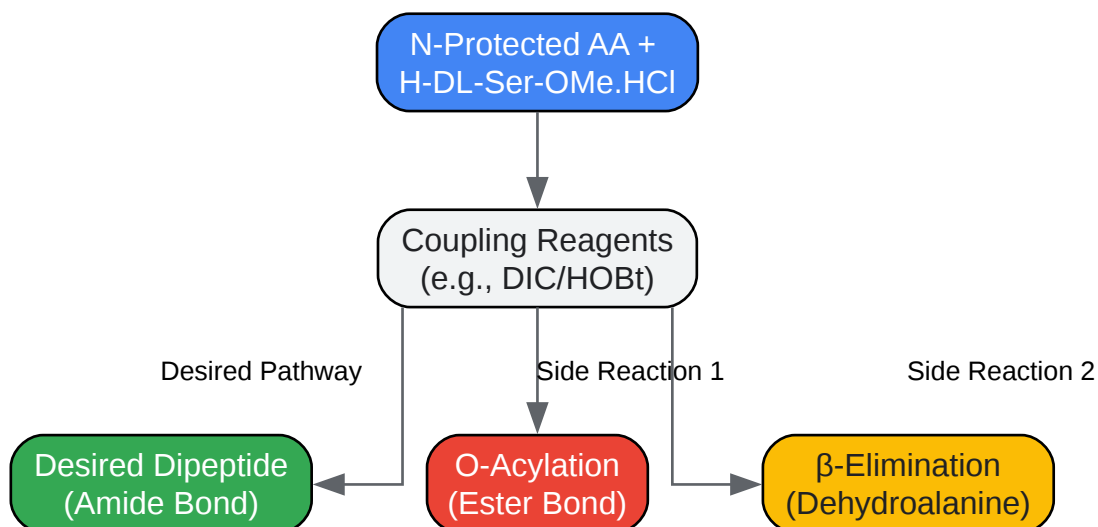 N-Protected AA +
H-DL-Ser-OMe.HCl
Coupling Reagents
(e.g., DIC/HOBt)
Desired Pathway
Side Reaction 1
Side Reaction 2
Desired Dipeptide
(Amide Bond)
O-Acylation
(Ester Bond)
β-Elimination
(Dehydroalanine)